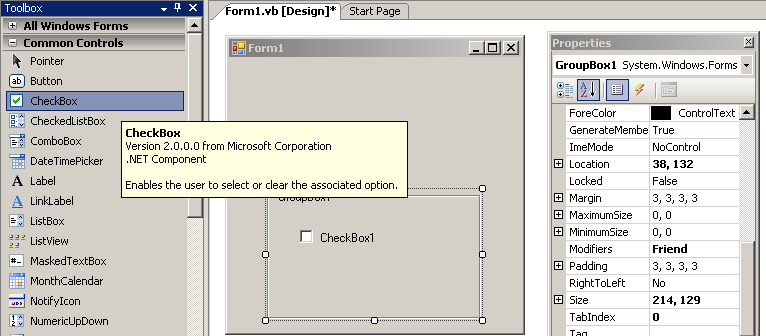 Toolbox
All Windows Forms
Common Controls
Pointer
Button
CheckBox
CheckedListBox
ComboBox
DateTimePicker
Label
LinkLabel
ListBox
ListView
MaskedTextBox
MonthCalendar
NotifyIcon
NumericUpDown
Form1.vb [Design]* Start Page
Form1
CheckBox
Version 2.0.0.0 from Microsoft Corporation
.NET Component
Enables the user to select or clear the associated option.
GroupBox1
CheckBox1
Properties
GroupBox1 System.Windows.Forms
ForeColor ControlText
GenerateMembe True
ImeMode NoControl
Location 38, 132
Locked False
Margin 3, 3, 3, 3
MaximumSize 0, 0
MinimumSize 0, 0
Modifiers Friend
Padding 3, 3, 3, 3
RightToLeft No
Size 214, 129
TabIndex 0
Tag